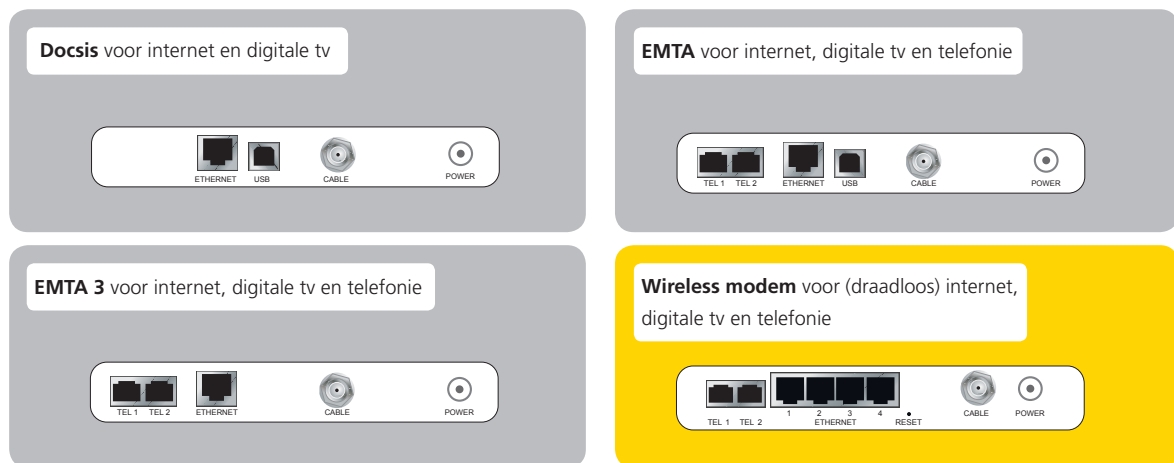 Docsis voor internet en digitale tv
ETHERNET USB CABLE POWER
EMTA voor internet, digitale tv en telefonie
TEL 1 TEL 2 ETHERNET USB CABLE POWER
EMTA 3 voor internet, digitale tv en telefonie
TEL 1 TEL 2 ETHERNET CABLE POWER
Wireless modem voor (draadloos) internet,
digitale tv en telefonie
1 2 3 4
TEL 1 TEL 2 ETHERNET RESET CABLE POWER